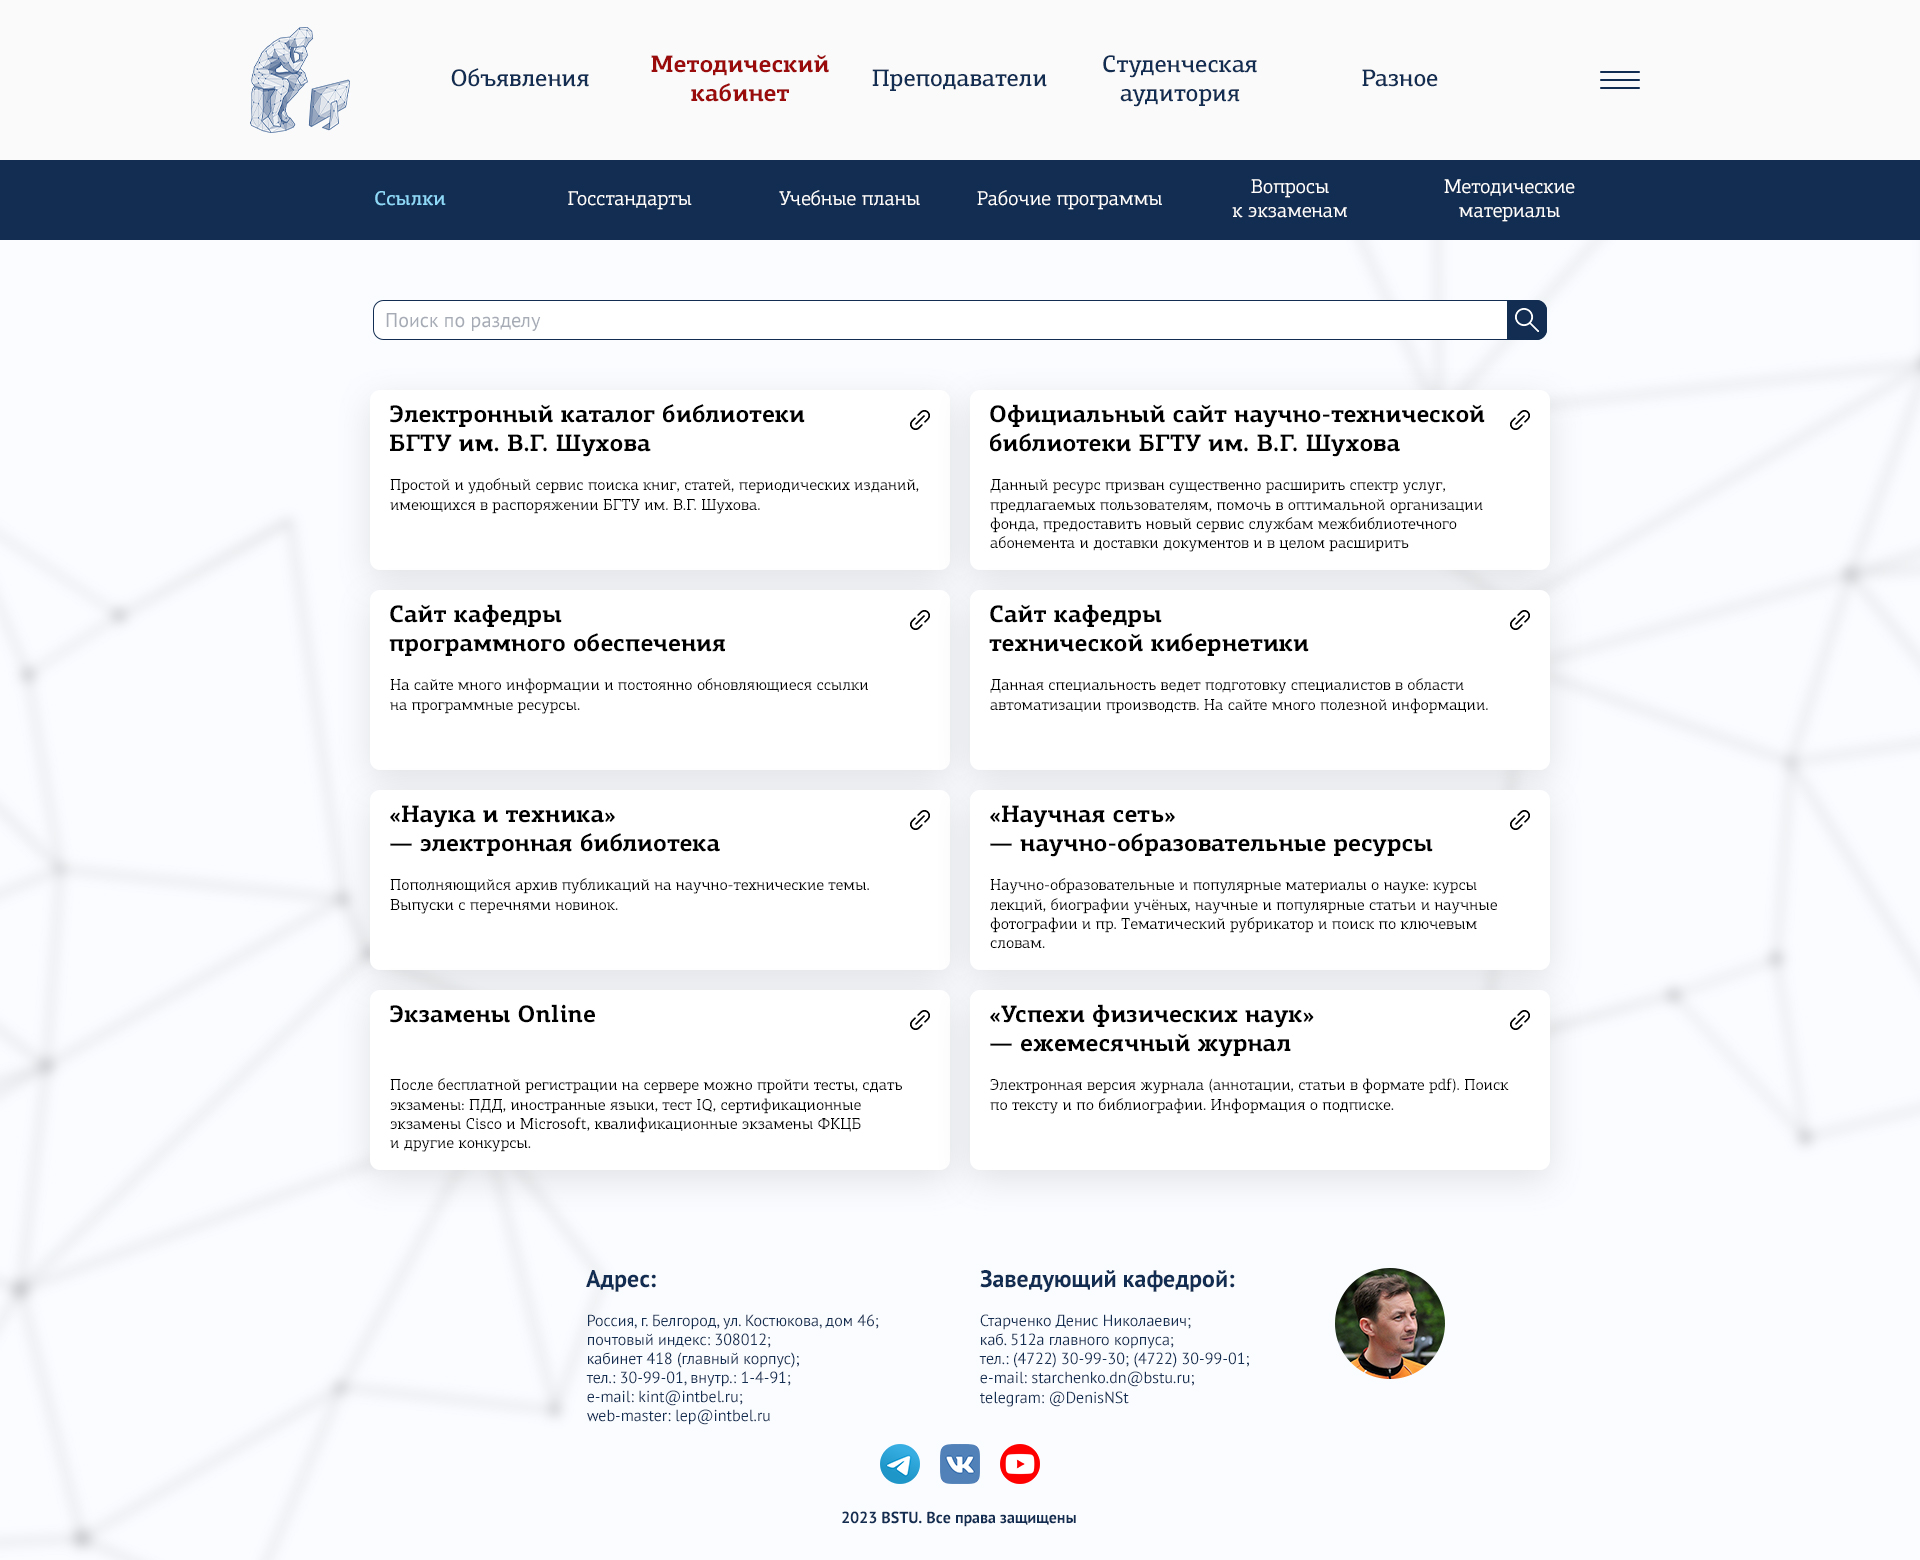 Объявления
Методический
кабинет
Преподаватели
Студенческая
аудитория
Разное
Ссылки
Госстандарты
Учебные планы
Рабочие программы
Вопросы
к экзаменам
Методические
материалы
Поиск по разделу
Электронный каталог библиотеки
БГТУ им. В.Г. Шухова
Простой и удобный сервис поиска книг, статей, периодических изданий,
имеющихся в распоряжении БГТУ им. В.Г. Шухова.
Официальный сайт научно-технической
библиотеки БГТУ им. В.Г. Шухова
Данный ресурс призван существенно расширить спектр услуг,
предлагаемых пользователям, помочь в оптимальной организации
фонда, предоставить новый сервис службам межбиблиотечного
абонемента и доставки документов и в целом расширить
Сайт кафедры
программного обеспечения
На сайте много информации и постоянно обновляющиеся ссылки
на программные ресурсы.
Сайт кафедры
технической кибернетики
Данная специальность ведет подготовку специалистов в области
автоматизации производств. На сайте много полезной информации.
«Наука и техника»
— электронная библиотека
Пополняющийся архив публикаций на научно-технические темы.
Выпуски с перечнями новинок.
«Научная сеть»
— научно-образовательные ресурсы
Научно-образовательные и популярные материалы о науке: курсы
лекций, биографии учёных, научные и популярные статьи и научные
фотографии и пр. Тематический рубрикатор и поиск по ключевым
словам.
Экзамены Online
После бесплатной регистрации на сервере можно пройти тесты, сдать
экзамены: ПДД, иностранные языки, тест IQ, сертификационные
экзамены Cisco и Microsoft, квалификационные экзамены ФКЦБ
и другие конкурсы.
«Успехи физических наук»
— ежемесячный журнал
Электронная версия журнала (аннотации, статьи в формате pdf). Поиск
по тексту и по библиографии. Информация о подписке.
Адрес:
Россия, г. Белгород, ул. Костюкова, дом 46;
почтовый индекс: 308012;
кабинет 418 (главный корпус);
тел.: 30-99-01, внутр.: 1-4-91;
e-mail: kint@intbel.ru;
web-master: lep@intbel.ru
Заведующий кафедрой:
Старченко Денис Николаевич;
каб. 512а главного корпуса;
тел.: (4722) 30-99-30; (4722) 30-99-01;
e-mail: starchenko.dn@bstu.ru;
telegram: @DenisNSt
2023 BSTU. Все права защищены